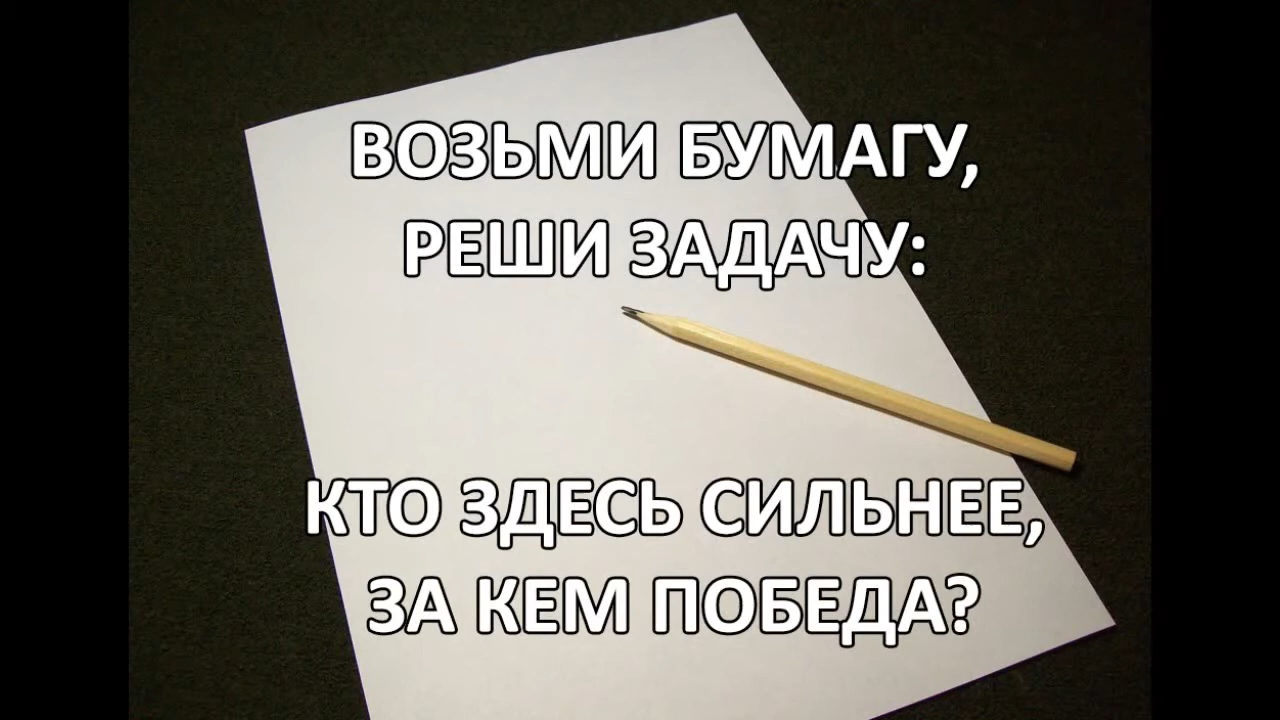 ВОЗЬМИ БУМАГУ,
РЕШИ ЗАДАЧУ:
КТО ЗДЕСЬ СИЛЬНЕЕ,
ЗА КЕМ ПОБЕДА?